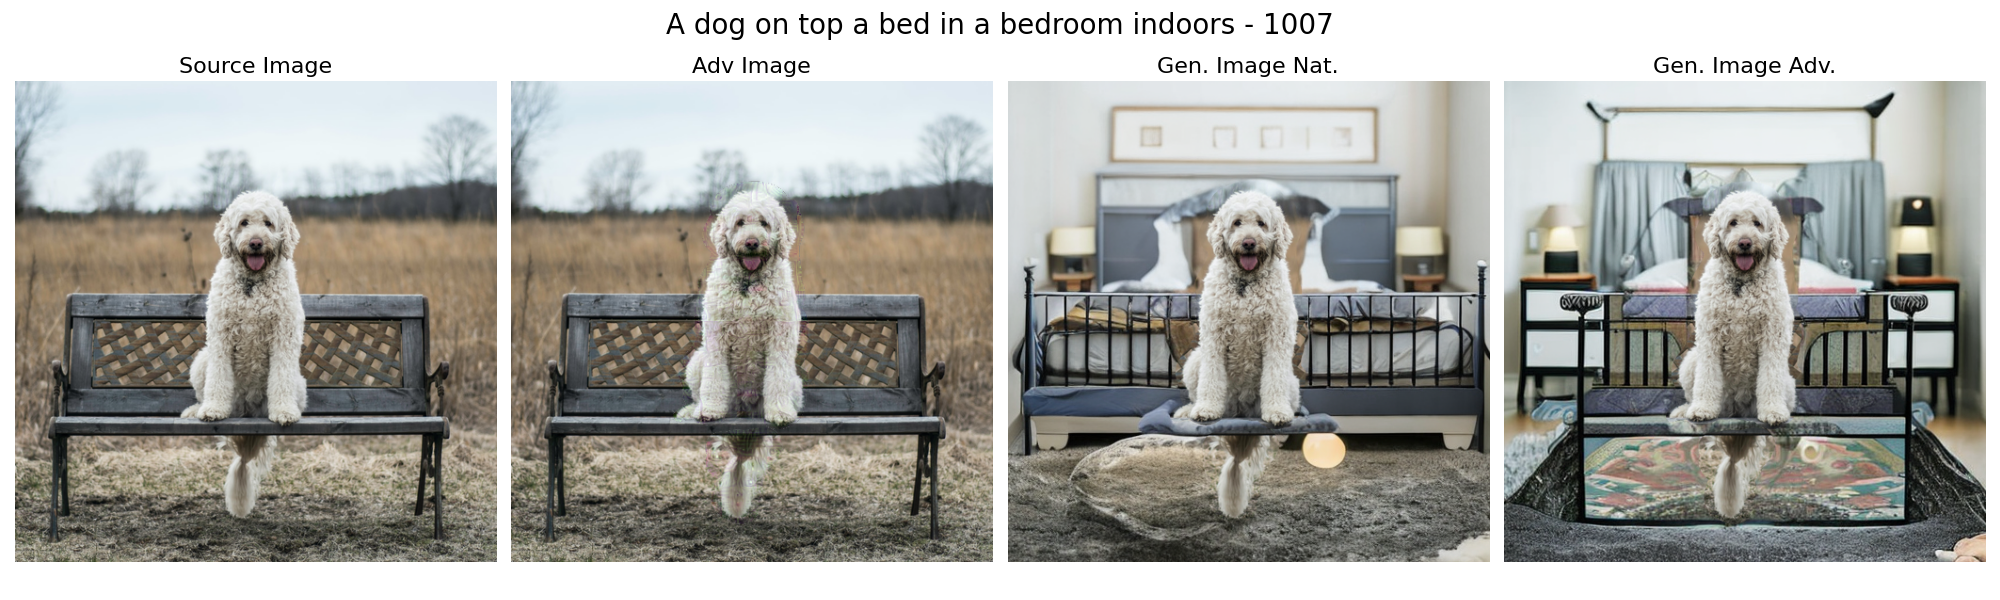 A dog on top a bed in a bedroom indoors - 1007
Source Image
Adv Image
Gen. Image Nat.
Gen. Image Adv.